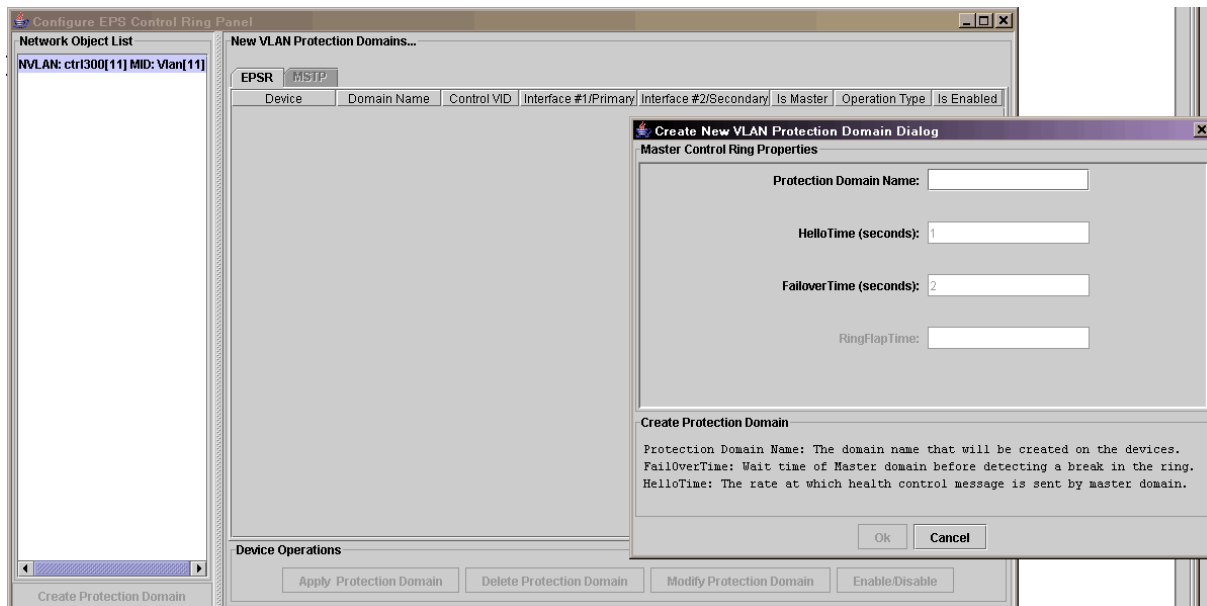 Configure EPS Control Ring Panel
Network Object List
NVLAN: ctrl300[11] MID: Vlan[11]
Create Protection Domain
New VLAN Protection Domains...
EPSR MSTP
Device Domain Name Control VID Interface #1/Primary Interface #2/Secondary Is Master Operation Type Is Enabled
Device Operations
Apply Protection Domain Delete Protection Domain Modify Protection Domain Enable/Disable
Create New VLAN Protection Domain Dialog
Master Control Ring Properties
Protection Domain Name:
HelloTime (seconds): 1
FailoverTime (seconds): 2
RingFlapTime:
Create Protection Domain
Protection Domain Name: The domain name that will be created on the devices.
FailOverTime: Wait time of Master domain before detecting a break in the ring.
HelloTime: The rate at which health control message is sent by master domain.
Ok Cancel